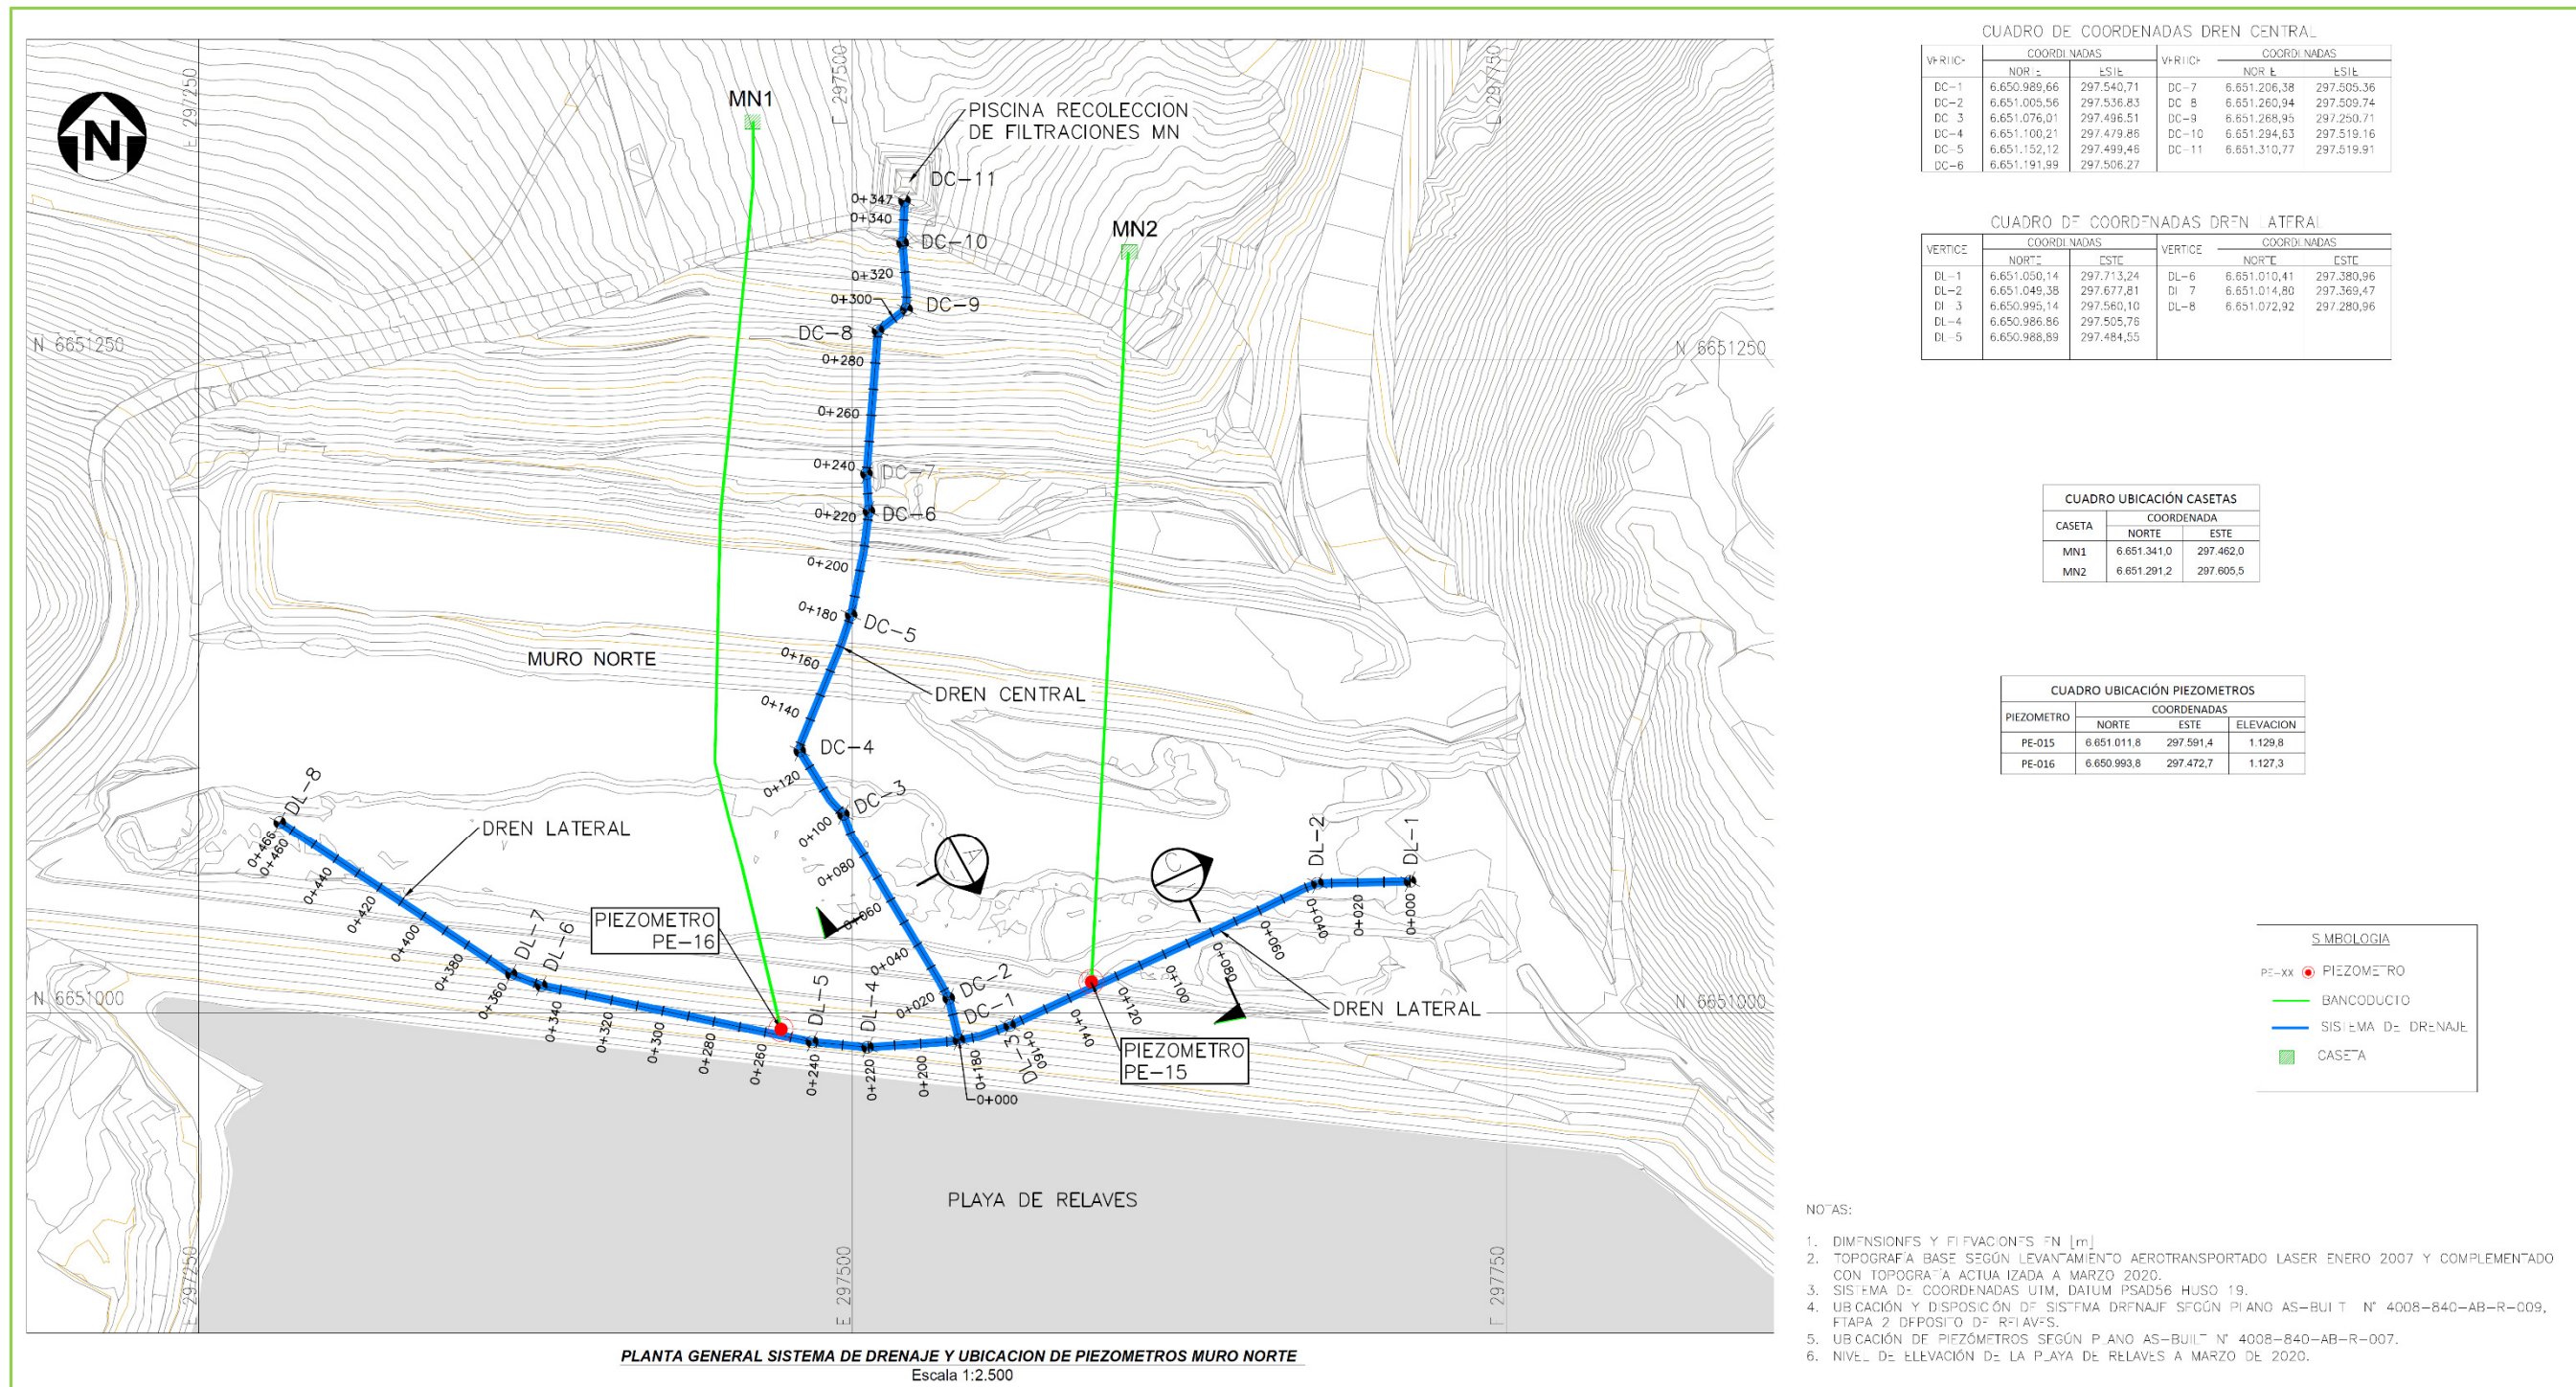 MN1
MN2
PISCINA RECOLECCION
DE FILTRACIONES MN
E 297250
E 297500
E 297750
N 6651250
N 6651250
DC-11
0+347
0+340
DC-10
0+320
0+300
DC-9
DC-8
0+280
0+260
0+240
DC-7
0+220
DC-6
0+200
0+180
DC-5
MURO NORTE
0+160
DREN CENTRAL
0+140
DC-4
0+120
DC-3
0+100
0+080
0+060
0+040
0+020
DC-2
DC-1
A
C
DL-8
0+466
0+460
DREN LATERAL
0+440
0+420
0+400
0+380
DL-7
DL-6
0+360
0+340
0+320
0+300
0+280
0+260
PIEZOMETRO
PE-16
DL-5
0+240
DL-4
0+220
0+200
0+180
0+000
DL-3
0+160
0+140
PIEZOMETRO
PE-15
0+120
0+100
0+080
0+060
DL-2
0+040
0+020
DL-1
0+000
DREN LATERAL
N 6651000
N 6651000
PLAYA DE RELAVES
E 297250
E 297500
E 297750
PLANTA GENERAL SISTEMA DE DRENAJE Y UBICACION DE PIEZOMETROS MURO NORTE
Escala 1:2.500
CUADRO DE COORDENADAS DREN CENTRAL
VERTICE COORDENADAS VERTICE COORDENADAS
NORTE ESTE NORTE ESTE
DC-1 6.650.989,66 297.540,71 DC-7 6.651.206,38 297.505,36
DC-2 6.651.005,56 297.536,83 DC 8 6.651.260,94 297.509,74
DC 3 6.651.076,01 297.496,51 DC-9 6.651.268,95 297.250,71
DC-4 6.651.100,21 297.479,86 DC-10 6.651.294,63 297.519,16
DC-5 6.651.152,12 297.499,46 DC-11 6.651.310,77 297.519,91
DC-6 6.651.191,99 297.506,27
CUADRO DE COORDENADAS DREN LATERAL
VERTICE COORDENADAS VERTICE COORDENADAS
NORTE ESTE NORTE ESTE
DL-1 6.651.050,14 297.713,24 DL-6 6.651.010,41 297.380,96
DL-2 6.651.049,38 297.677,81 DL 7 6.651.014,80 297.369,47
DL 3 6.650.995,14 297.560,10 DL-8 6.651.072,92 297.280,96
DL-4 6.650.986,86 297.505,76
DL-5 6.650.988,89 297.484,55
CUADRO UBICACIÓN CASETAS
CASETA COORDENADA
NORTE ESTE
MN1 6.651.341,0 297.462,0
MN2 6.651.291,2 297.605,5
CUADRO UBICACIÓN PIEZOMETROS
PIEZOMETRO COORDENADAS
NORTE ESTE ELEVACION
PE-015 6.651.011,8 297.591,4 1.129,8
PE-016 6.650.993,8 297.472,7 1.127,3
SIMBOLOGIA
PE-XX PIEZOMETRO
BANCODUCTO
SISTEMA DE DRENAJE
CASETA
NOTAS:
1. DIMENSIONES Y ELEVACIONES EN [m]
2. TOPOGRAFÍA BASE SEGÚN LEVANTAMIENTO AEROTRANSPORTADO LASER ENERO 2007 Y COMPLEMENTADO
CON TOPOGRAFÍA ACTUALIZADA A MARZO 2020.
3. SISTEMA DE COORDENADAS UTM, DATUM PSAD56 HUSO 19.
4. UBICACIÓN Y DISPOSICIÓN DE SISTEMA DRENAJE SEGÚN PLANO AS-BUILT N° 4008-840-AB-R-009,
ETAPA 2 DEPOSITO DE RELAVES.
5. UBICACIÓN DE PIEZÓMETROS SEGÚN PLANO AS-BUILT N° 4008-840-AB-R-007.
6. NIVEL DE ELEVACIÓN DE LA PLAYA DE RELAVES A MARZO DE 2020.